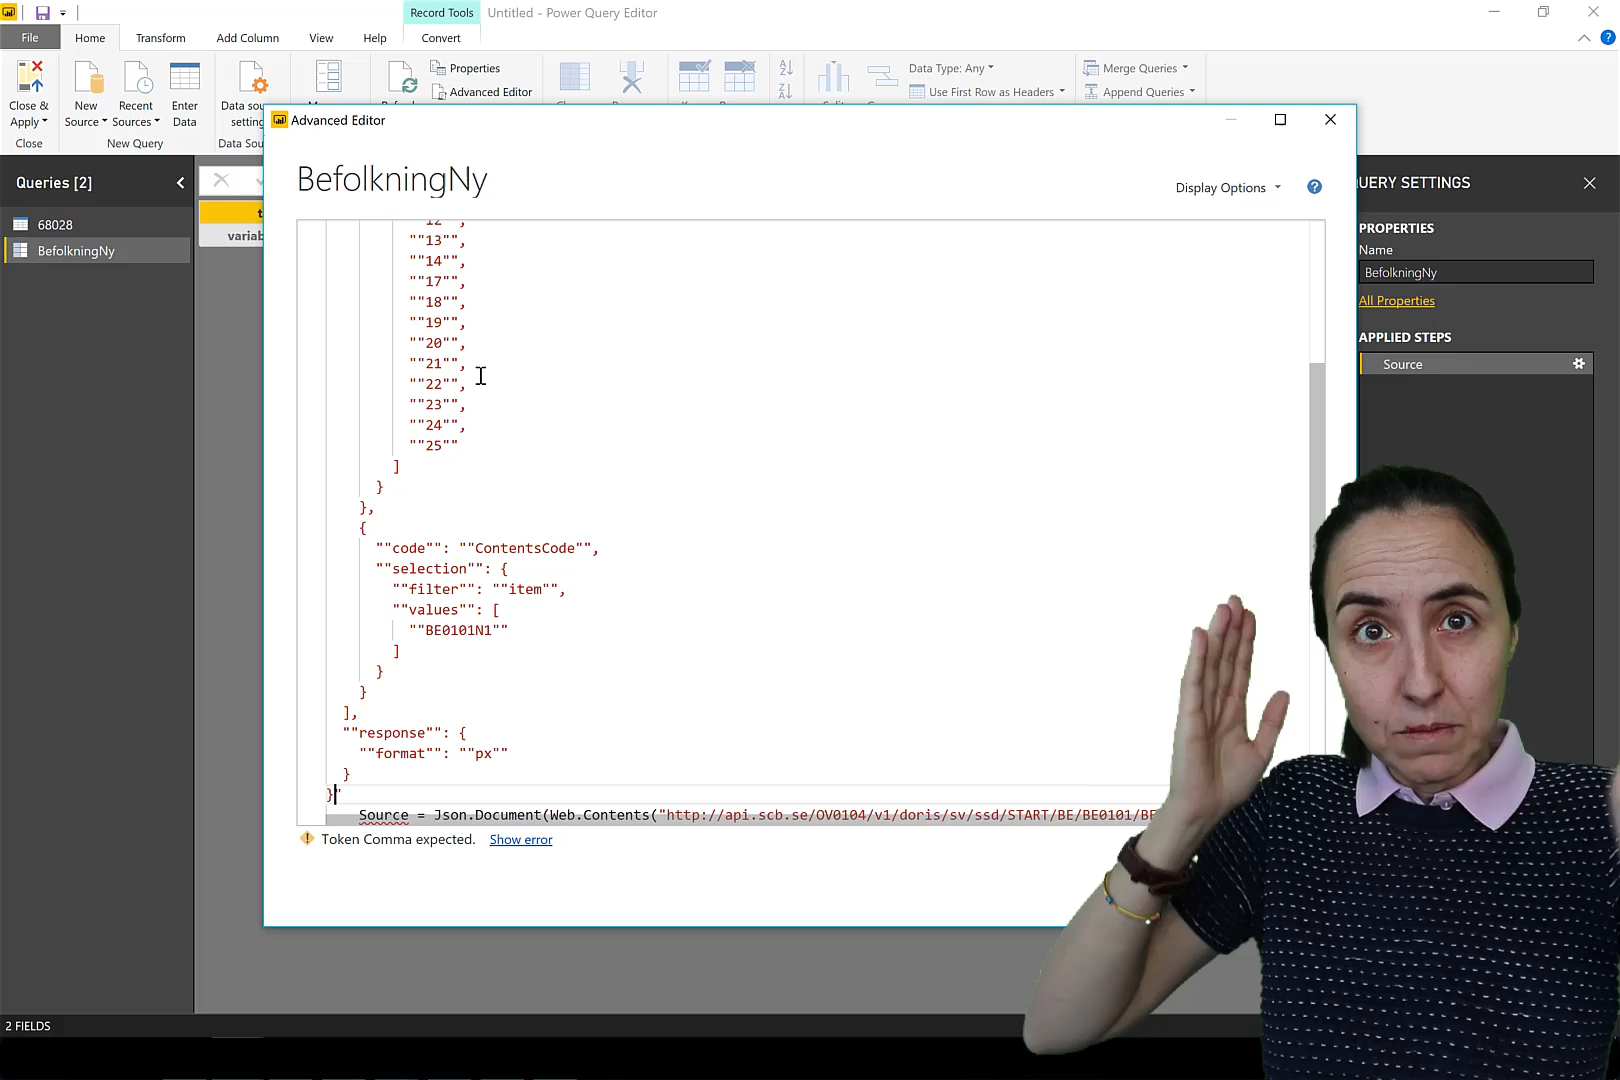 Record Tools
Untitled - Power Query Editor
File
Home
Transform
Add Column
View
Help
Convert
Close &
Apply
New
Source
Recent
Sources
Enter
Data
Properties
Advanced Editor
Data Type: Any
Use First Row as Headers
Merge Queries
Append Queries
Close
New Query
Advanced Editor
Queries [2]
68028
BefolkningNy
BefolkningNy
Display Options
""13"",
""14"",
""17"",
""18"",
""19"",
""20"",
""21"",
""22"",
""23"",
""24"",
""25""
]
}
},
{
""code"": ""ContentsCode"",
""selection"": {
""filter"": ""item"",
""values"": [
""BE0101N1""
]
}
}
],
""response"": {
""format"": ""px""
}
}"
Source = Json.Document(Web.Contents("http://api.scb.se/OV0104/v1/doris/sv/ssd/START/BE/BE0101/BE
Token Comma expected.
Show error
UERY SETTINGS
PROPERTIES
Name
BefolkningNy
All Properties
APPLIED STEPS
Source
2 FIELDS